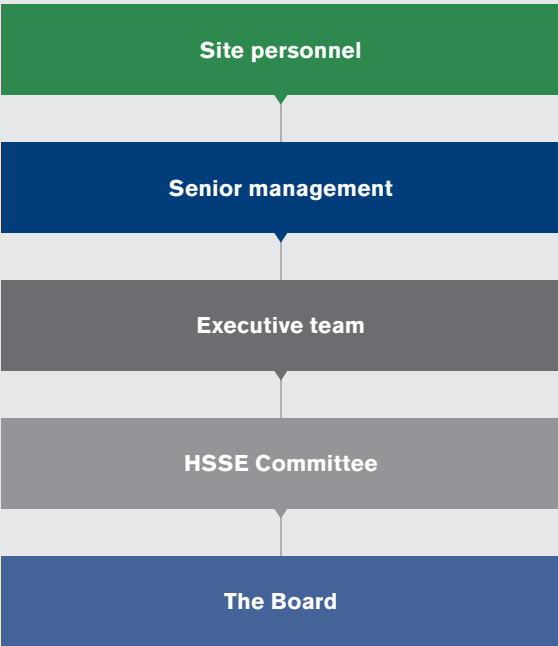 Site personnel
Senior management
Executive team
HSSE Committee
The Board